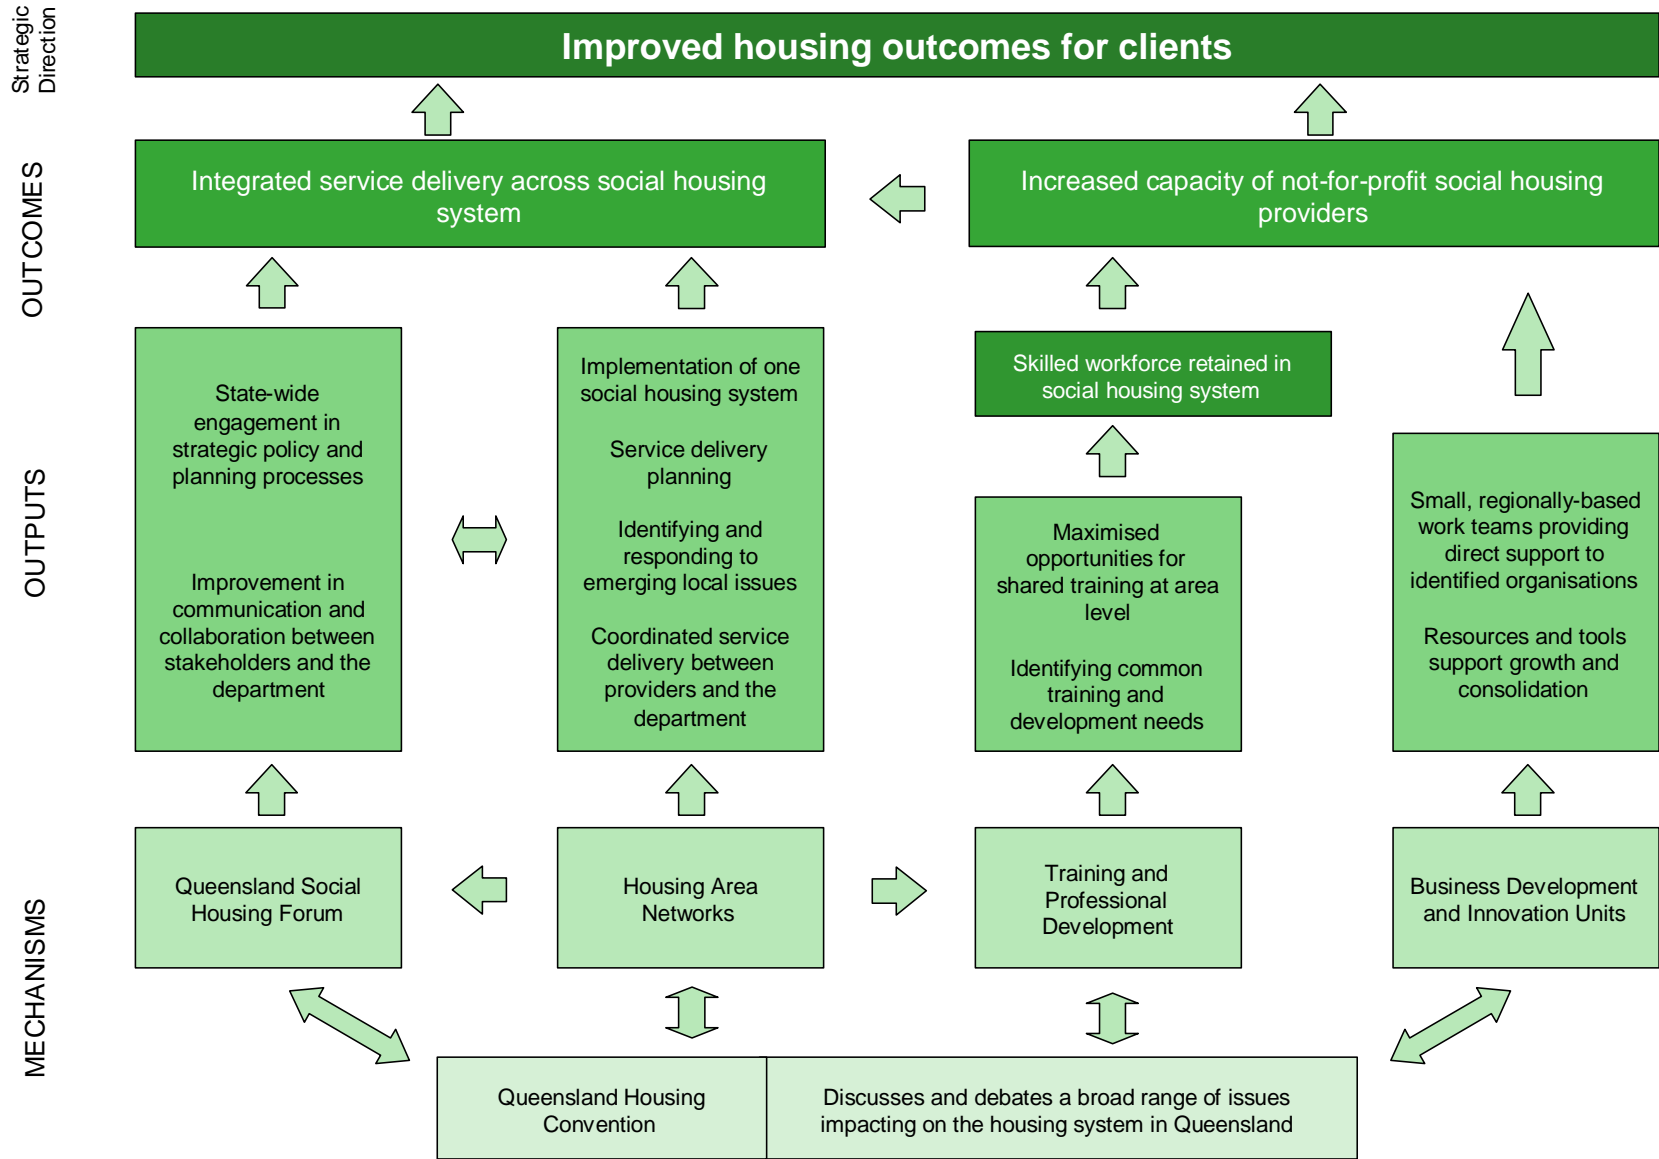 Strategic
Direction
Improved housing outcomes for clients
OUTCOMES
Integrated service delivery across social housing
system
Increased capacity of not-for-profit social housing
providers
OUTPUTS
State-wide
engagement in
strategic policy and
planning processes
Improvement in
communication and
collaboration between
stakeholders and the
department
Implementation of one
social housing system
Service delivery
planning
Identifying and
responding to
emerging local issues
Coordinated service
delivery between
providers and the
department
Skilled workforce retained in
social housing system
Maximised
opportunities for
shared training at area
level
Identifying common
training and
development needs
Small, regionally-based
work teams providing
direct support to
identified organisations
Resources and tools
support growth and
consolidation
MECHANISMS
Queensland Social
Housing Forum
Housing Area
Networks
Training and
Professional
Development
Business Development
and Innovation Units
Queensland Housing
Convention
Discusses and debates a broad range of issues
impacting on the housing system in Queensland